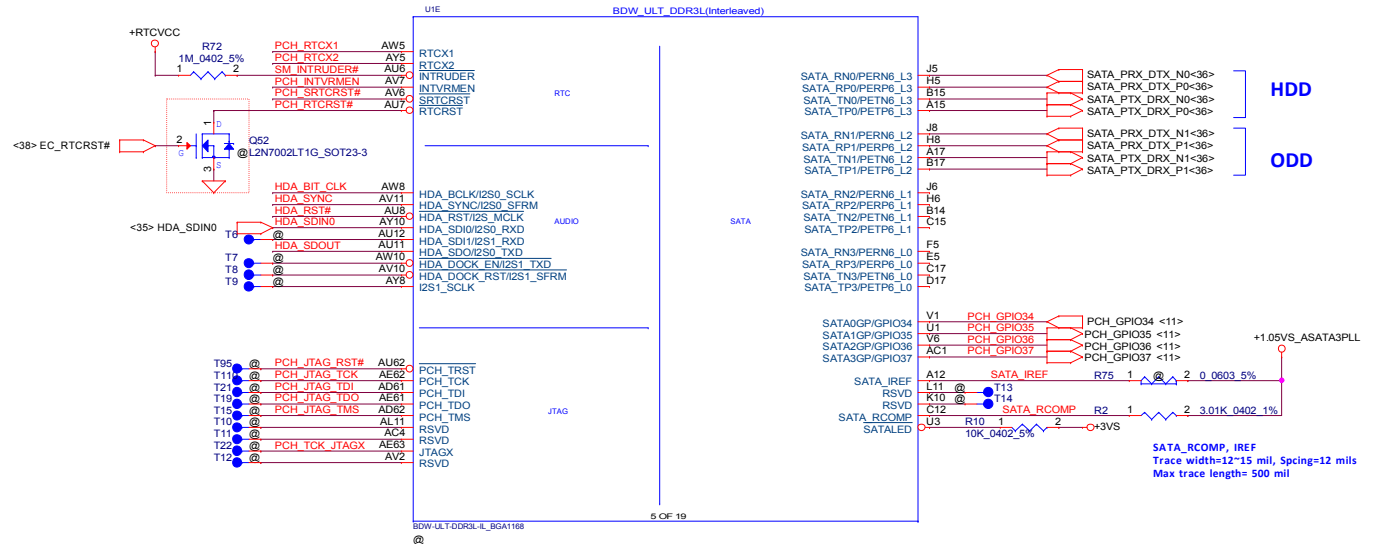 U1E
BDW_ULT_DDR3L(Interleaved)
+RTCVCC
R72
1M_0402_5%
1 2
PCH_RTCX1 AW5 RTCX1
PCH_RTCX2 AY5 RTCX2
SM_INTRUDER# AU6 INTRUDER
PCH_INTVRMEN AV7 INTVRMEN
PCH_SRTCRST# AV6 SRTCRST
PCH_RTCRST# AU7 RTCRST
RTC
1 D
<38> EC_RTCRST#
2 G
Q52
@ L2N7002LT1G_SOT23-3
3 S
HDA_BIT_CLK AW8 HDA_BCLK/I2S0_SCLK
HDA_SYNC AV11 HDA_SYNC/I2S0_SFRM
HDA_RST# AU8 HDA_RST/I2S_MCLK
<35> HDA_SDIN0 HDA_SDIN0 AY10 HDA_SDI0/I2S0_RXD
T6 @ AU12 HDA_SDI1/I2S1_RXD
HDA_SDOUT AU11 HDA_SDO/I2S0_TXD
T7 @ AW10 HDA_DOCK_EN/I2S1_TXD
T8 @ AV10 HDA_DOCK_RST/I2S1_SFRM
T9 @ AY8 I2S1_SCLK
AUDIO
T95 @ PCH_JTAG_RST# AU62 PCH_TRST
T110 @ PCH_JTAG_TCK AE62 PCH_TCK
T21 @ PCH_JTAG_TDI AD61 PCH_TDI
T19 @ PCH_JTAG_TDO AE61 PCH_TDO
T15 @ PCH_JTAG_TMS AD62 PCH_TMS
T10 @ AL11 RSVD
T11 @ AC4 RSVD
T22 @ PCH_TCK_JTAGX AE63 JTAGX
T12 @ AV2 RSVD
JTAG
SATA
SATA_RN0/PERN6_L3 J5 SATA_PRX_DTX_N0<36>
SATA_RP0/PERP6_L3 H5 SATA_PRX_DTX_P0<36>
SATA_TN0/PETN6_L3 B15 SATA_PTX_DRX_N0<36>
SATA_TP0/PETP6_L3 A15 SATA_PTX_DRX_P0<36>
HDD
SATA_RN1/PERN6_L2 J8 SATA_PRX_DTX_N1<36>
SATA_RP1/PERP6_L2 H8 SATA_PRX_DTX_P1<36>
SATA_TN1/PETN6_L2 A17 SATA_PTX_DRX_N1<36>
SATA_TP1/PETP6_L2 B17 SATA_PTX_DRX_P1<36>
ODD
SATA_RN2/PERN6_L1 J6
SATA_RP2/PERP6_L1 H6
SATA_TN2/PETN6_L1 B14
SATA_TP2/PETP6_L1 C15
SATA_RN3/PERN6_L0 F5
SATA_RP3/PERP6_L0 E5
SATA_TN3/PETN6_L0 C17
SATA_TP3/PETP6_L0 D17
SATA0GP/GPIO34 V1 PCH_GPIO34 PCH_GPIO34 <11>
SATA1GP/GPIO35 U1 PCH_GPIO35 PCH_GPIO35 <11>
SATA2GP/GPIO36 V6 PCH_GPIO36 PCH_GPIO36 <11>
SATA3GP/GPIO37 AC1 PCH_GPIO37 PCH_GPIO37 <11>
+1.05VS_ASATA3PLL
SATA_IREF A12 SATA_IREF R75 1 @ 2 0_0603_5%
RSVD L11 @ T13
RSVD K10 @ T14
SATA_RCOMP C12 SATA_RCOMP R2 1 2 3.01K_0402_1%
SATALED U3 R10 1 2 +3VS
10K_0402_5%
SATA_RCOMP, IREF
Trace width=12~15 mil, Spcing=12 mils
Max trace length= 500 mil
5 OF 19
BDW-ULT-DDR3L-IL_BGA1168
@